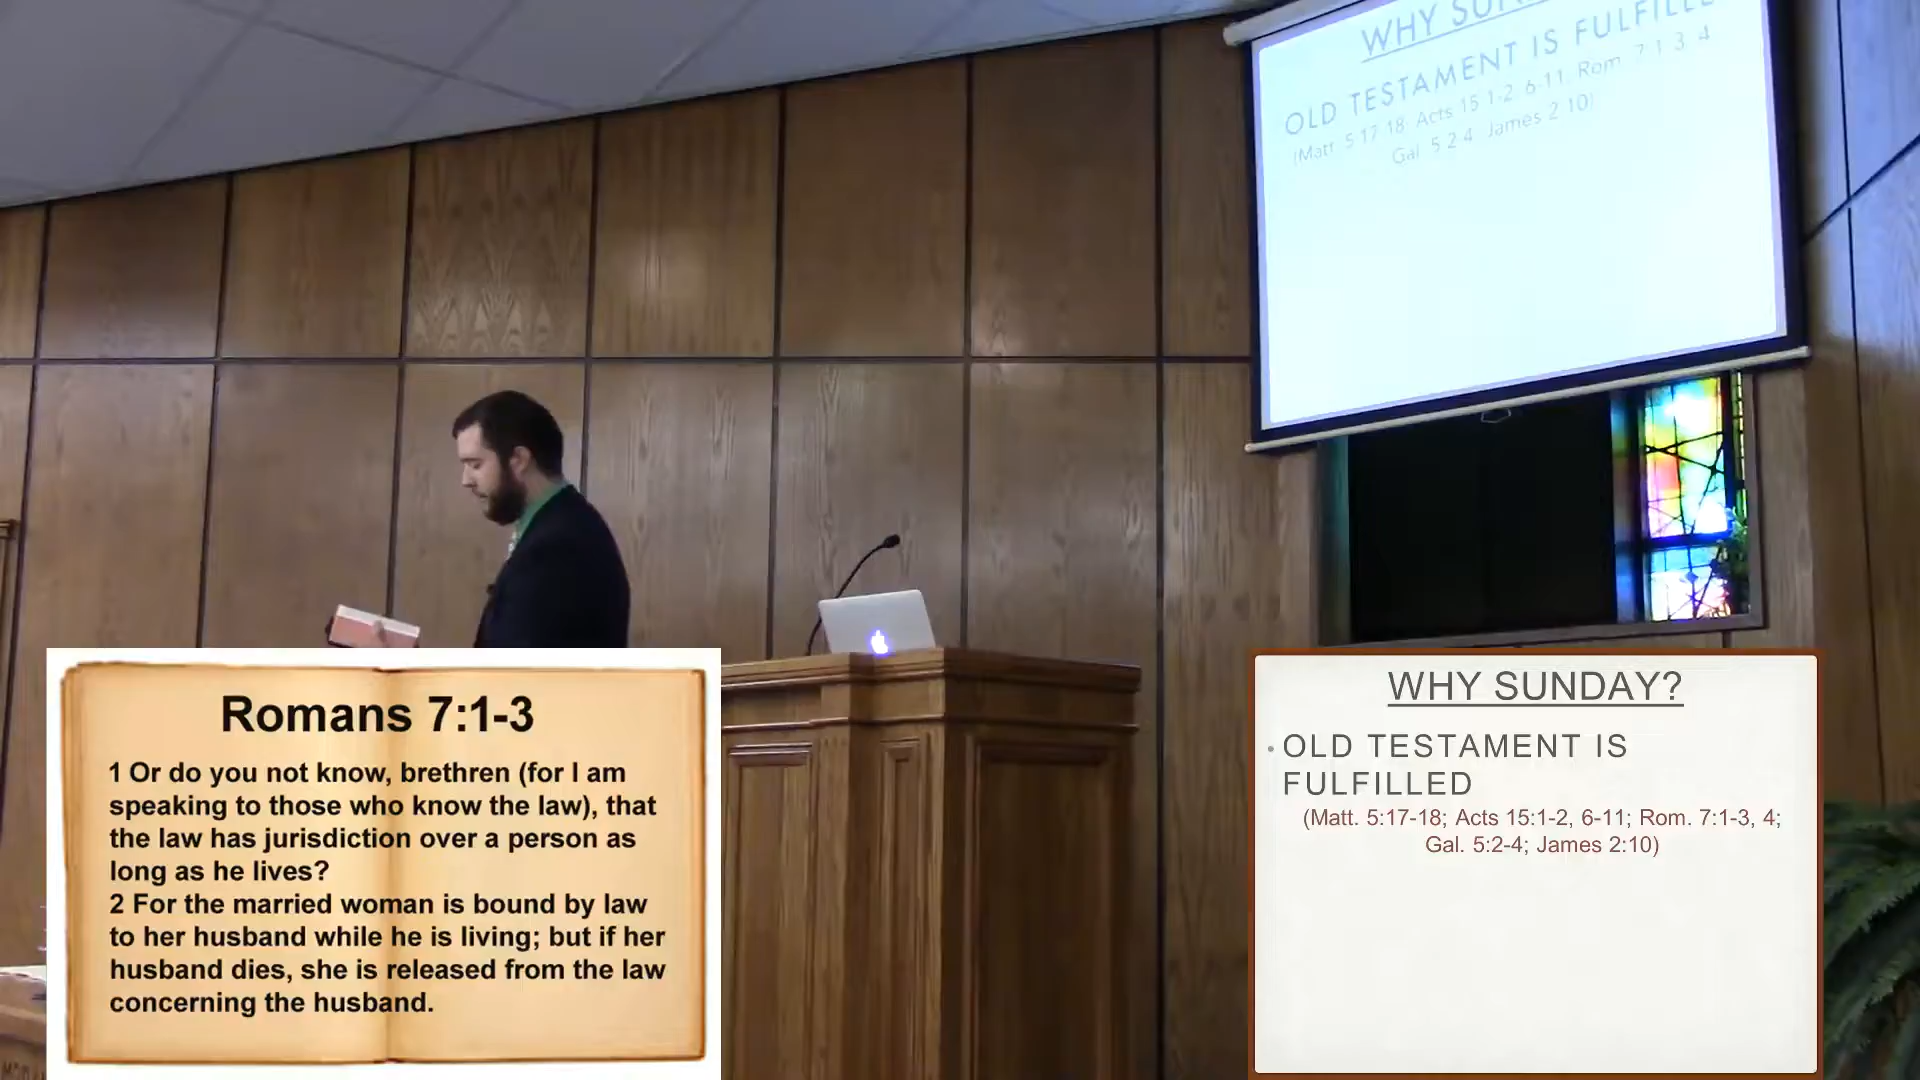 WHY SUN
OLD TESTAMENT IS FULFILLE
(Matt. 5:17-18; Acts 15:1-2, 6-11; Rom. 7:1-3, 4
Gal. 5:2-4; James 2:10)
Romans 7:1-3
1 Or do you not know, brethren (for I am
speaking to those who know the law), that
the law has jurisdiction over a person as
long as he lives?
2 For the married woman is bound by law
to her husband while he is living; but if her
husband dies, she is released from the law
concerning the husband.
WHY SUNDAY?
• OLD TESTAMENT IS
FULFILLED
(Matt. 5:17-18; Acts 15:1-2, 6-11; Rom. 7:1-3, 4;
Gal. 5:2-4; James 2:10)